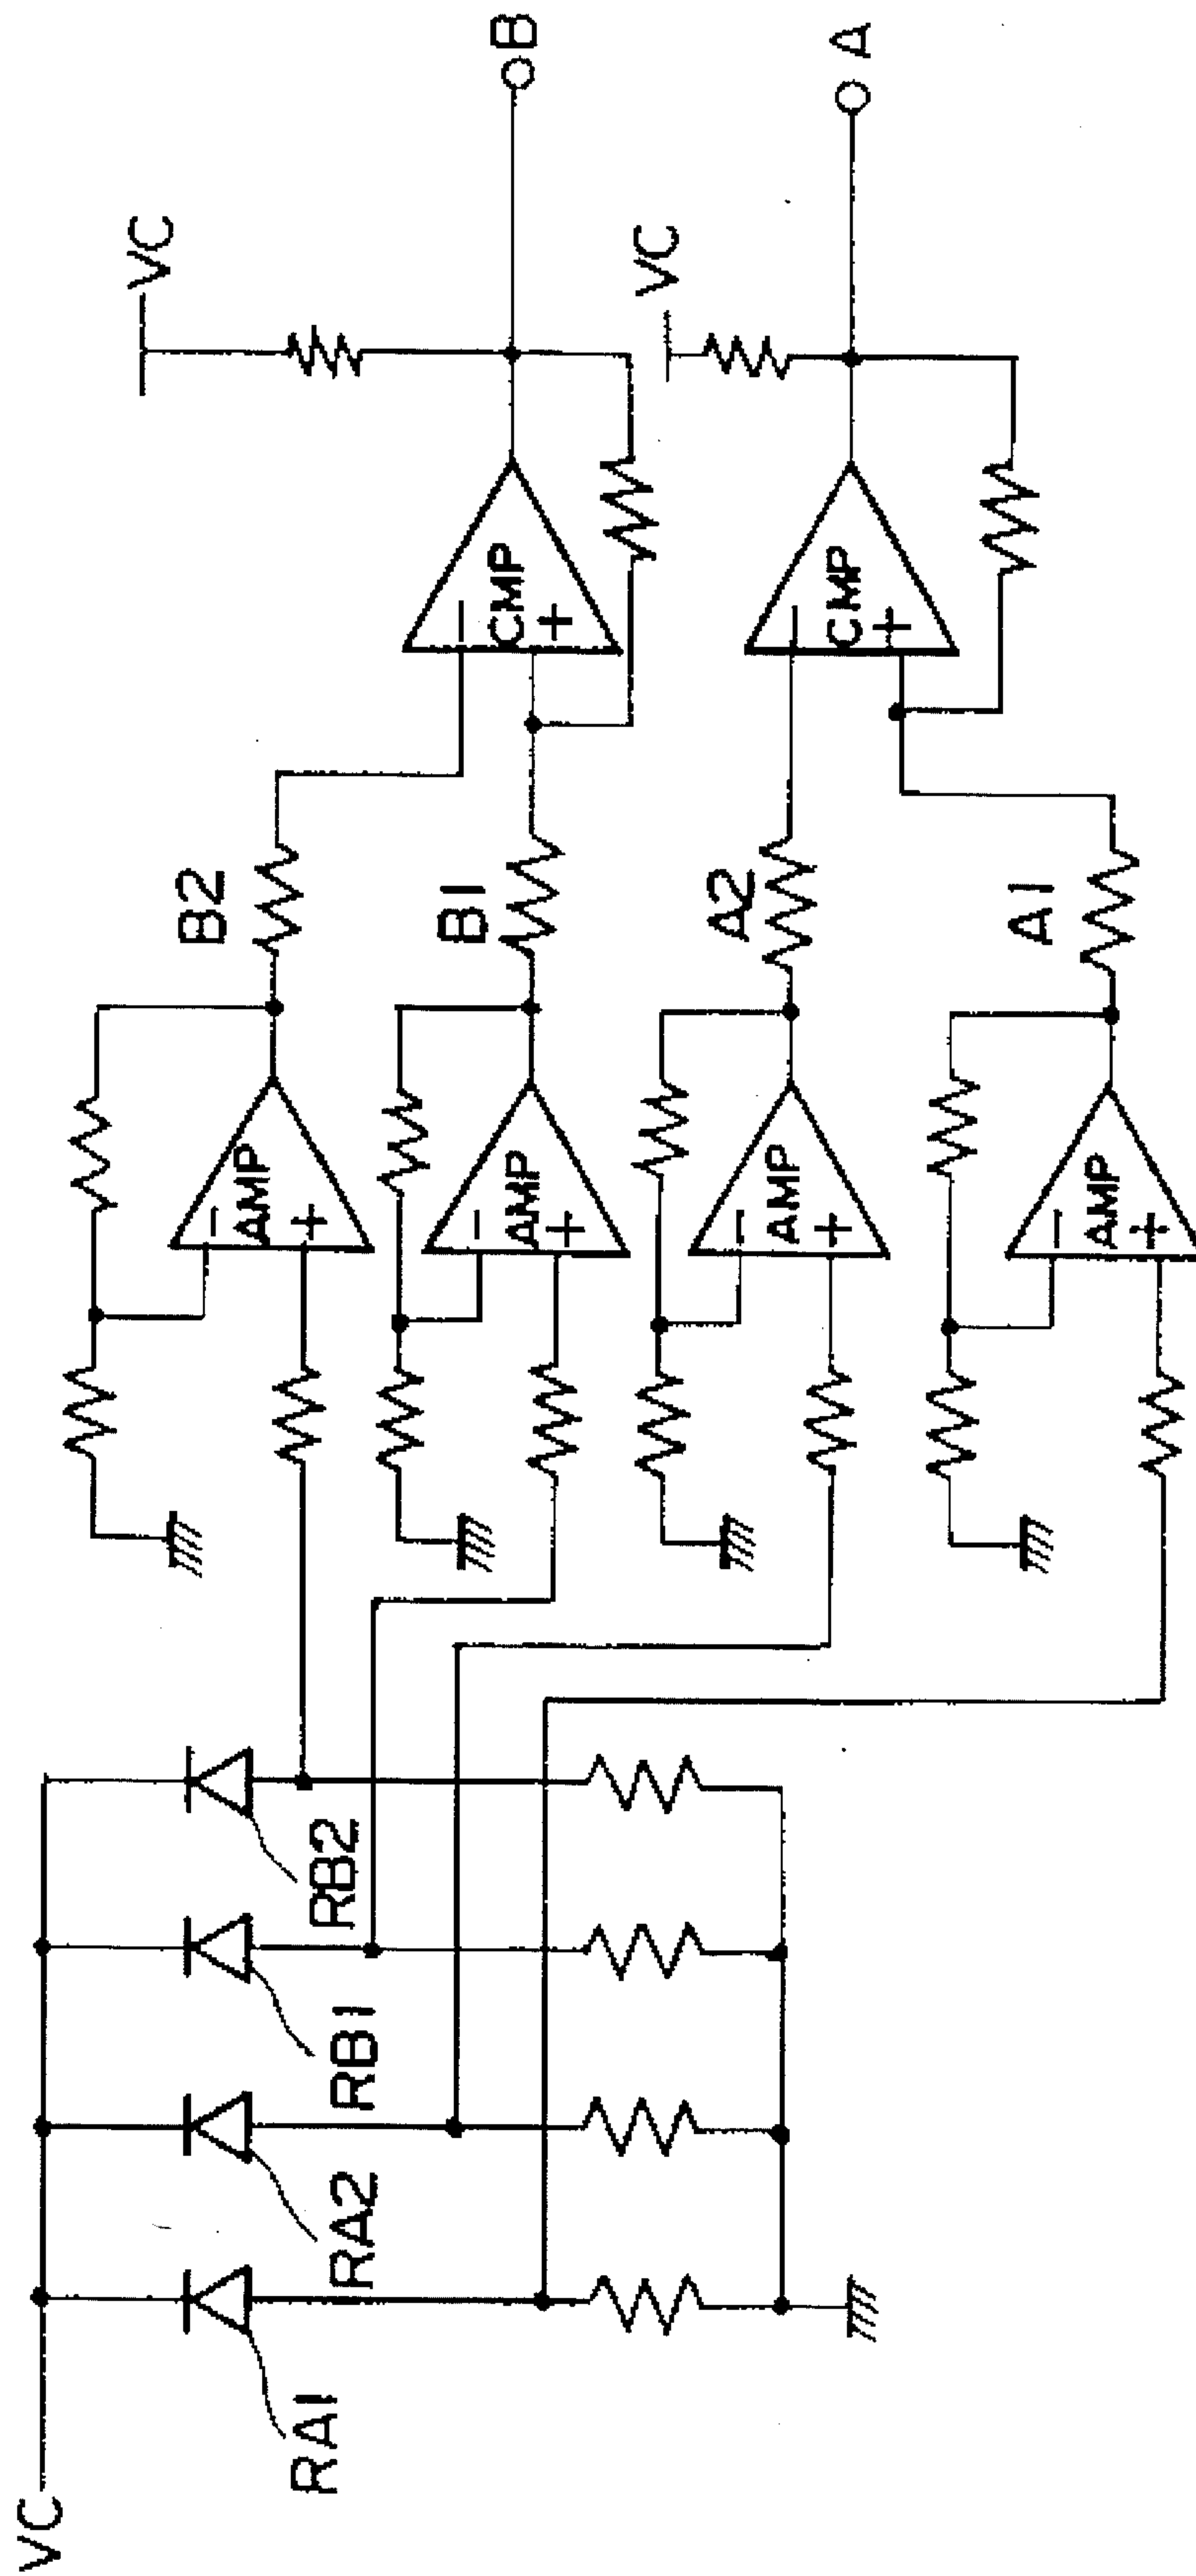 VC
RA1
RA2
RB1
RB2
B2
B1
A2
A1
−
AMP
+
−
AMP
+
−
AMP
+
−
AMP
+
−
CMP
+
−
CMP
+
VC
VC
B
A